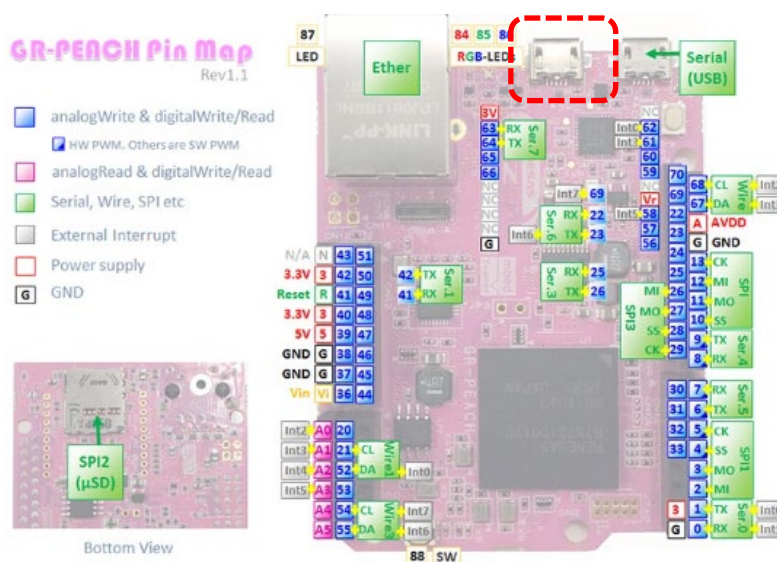 GR-PEACH Pin Map
Rev1.1
analogWrite & digitalWrite/Read
HW PWM. Others are SW PWM
analogRead & digitalWrite/Read
Serial, Wire, SPI etc
External Interrupt
Power supply
G GND
SPI2
(µSD)
Bottom View
87
LED
Ether
84 85
RGB-LED
Serial
(USB)
3V
63 RX
64 TX
Ser.7
65
66
NC
NC
NC
NC
G
NC
Int0 62
Int3 61
60
59
NC
Vr
Int5 58
57
56
Int7 69
RX 22
Int6 TX 23
Ser.6
RX 25
TX 26
Ser.3
42 TX
41 RX
Ser.1
N/A N 43 51
3.3V 3 42 50
Reset R 41 49
3.3V 3 40 48
5V 5 39 47
GND G 38 46
GND G 37 45
Vin Vi 36 44
Int2 A0 20
Int3 A1 21 CL
Int4 A2 52 DA Int0
Wire1
Int5 A3 53
A4 54 CL Int7
A5 55 DA Int6
Wire3
88 SW
70
69
22
23
24
25
MI 26
MO 27
SS 28
CK 29
SPI3
30
31
32
33
3
G
68 CL
67 DA
Wire
A AVDD
G GND
13 CK
12 MI
11 MO
10 SS
SPI
9 TX
8 RX
Ser.4
7 RX
6 TX
Ser.5
5 CK
4 SS
3 MO
2 MI
SPI1
1 TX
0 RX
Ser.0